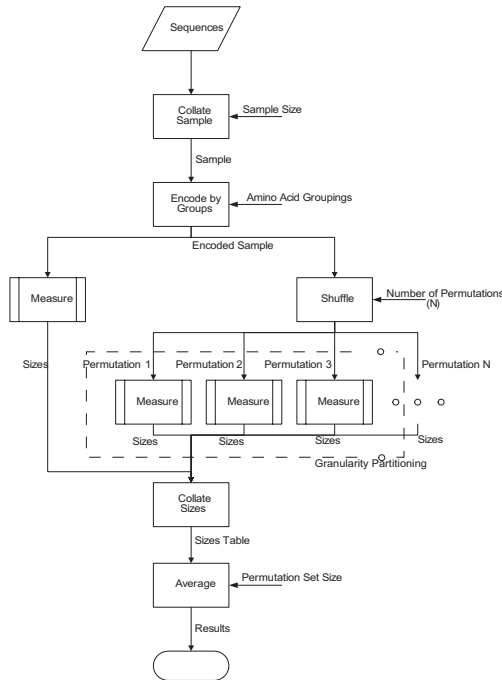 Sequences
Collate
Sample
Sample Size
Sample
Encode by
Groups
Amino Acid Groupings
Encoded Sample
Measure
Shuffle
Number of Permutations
(N)
Sizes
Permutation 1
Permutation 2
Permutation 3
Permutation N
Measure
Measure
Measure
Sizes
Sizes
Sizes
Sizes
Granularity Partitioning
Collate
Sizes
Sizes Table
Average
Permutation Set Size
Results